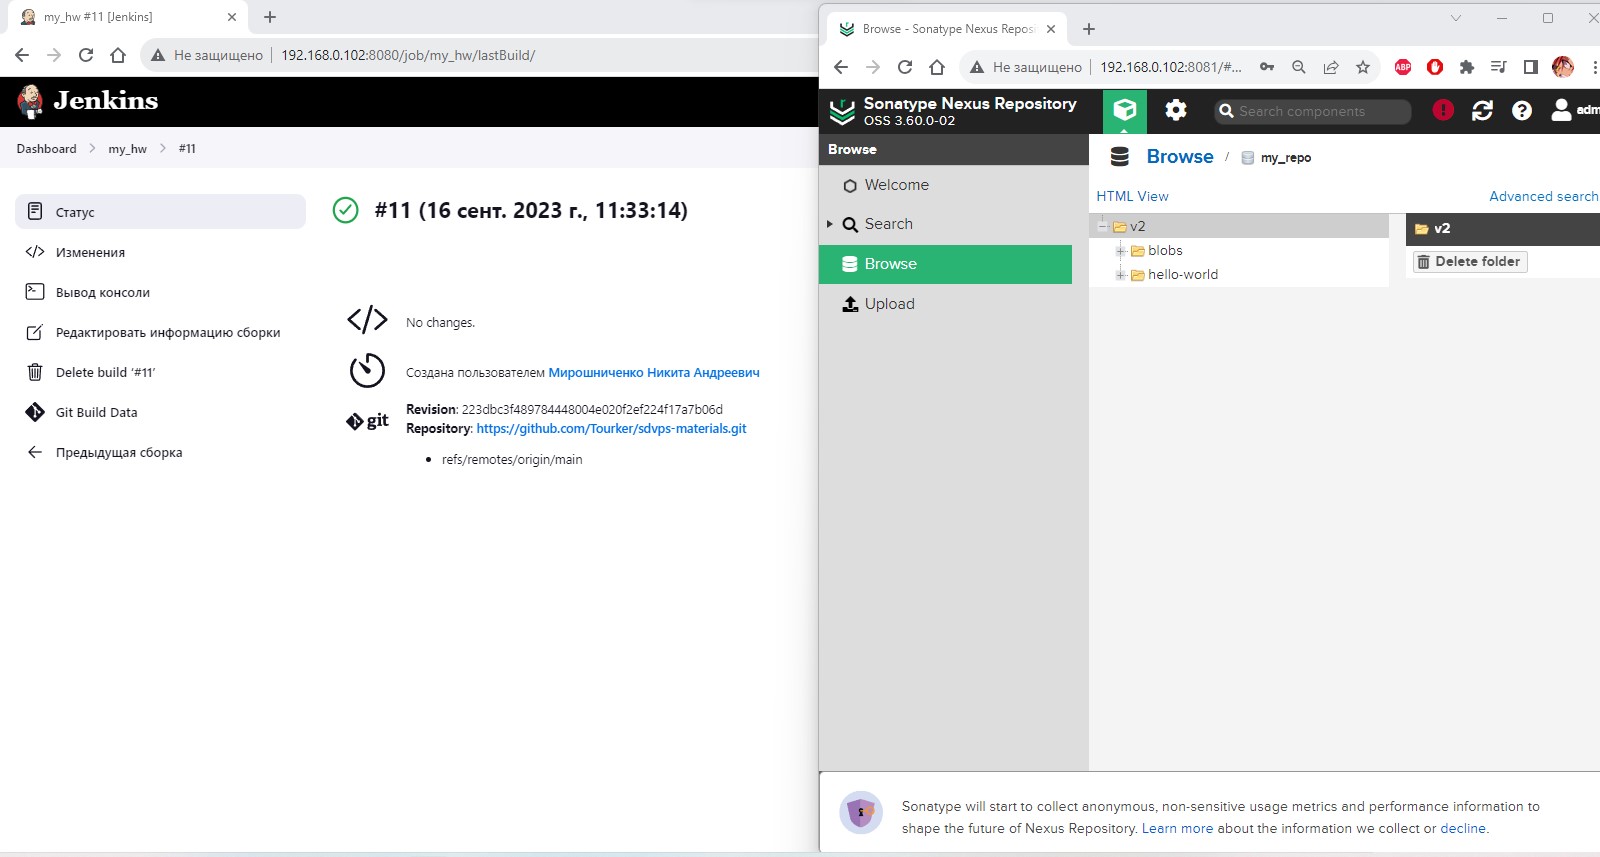 my_hw #11 [Jenkins]
Не защищено
192.168.0.102:8080/job/my_hw/lastBuild/
Jenkins
Dashboard
my_hw
#11
Статус
Изменения
Вывод консоли
Редактировать информацию сборки
Delete build ‘#11’
Git Build Data
Предыдущая сборка
#11 (16 сент. 2023 г., 11:33:14)
No changes.
Создана пользователем Мирошниченко Никита Андреевич
git
Revision: 223dbc3f489784448004e020f2ef224f17a7b06d
Repository: https://github.com/Tourker/sdvps-materials.git
refs/remotes/origin/main
Browse - Sonatype Nexus Repos
Не защищено
192.168.0.102:8081/#...
ABP
Sonatype Nexus Repository
OSS 3.60.0-02
Search components
adm
Browse
Welcome
Search
Browse
Upload
Browse / my_repo
HTML View
Advanced search
v2
blobs
hello-world
v2
Delete folder
Sonatype will start to collect anonymous, non-sensitive usage metrics and performance information to
shape the future of Nexus Repository. Learn more about the information we collect or decline.